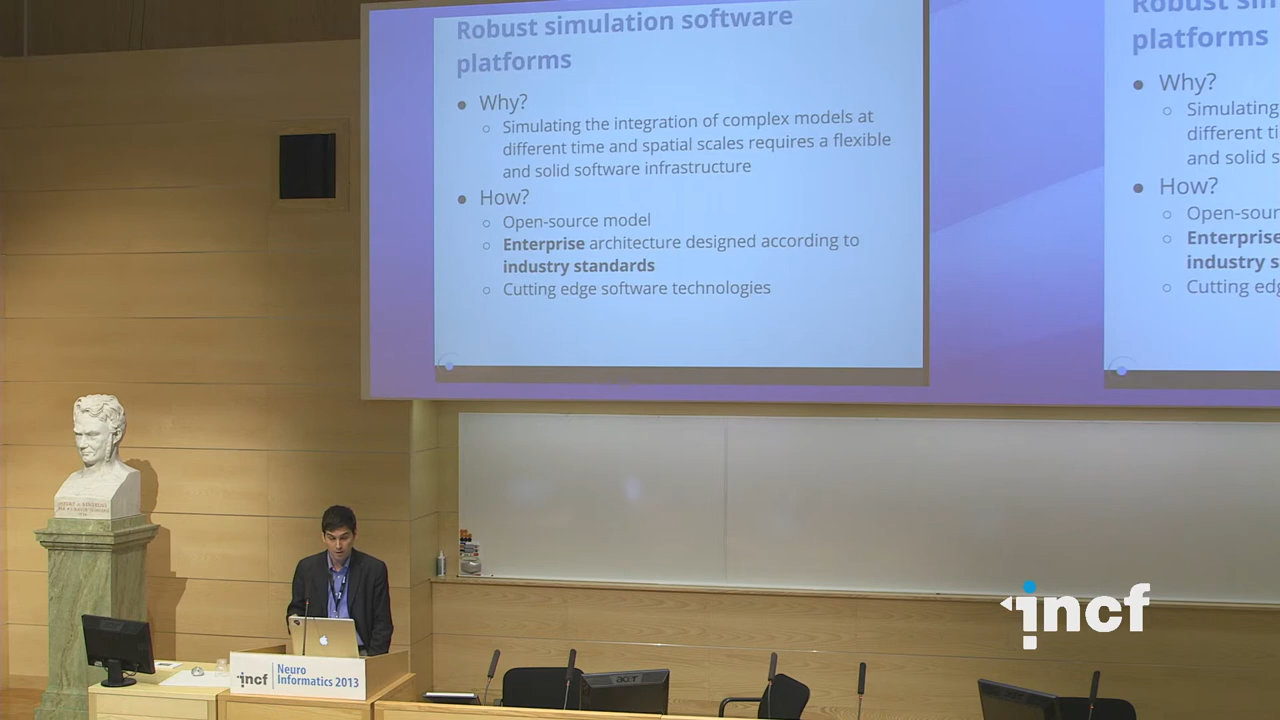 Robust simulation software
platforms
Why?
Simulating the integration of complex models at
different time and spatial scales requires a flexible
and solid software infrastructure
How?
Open-source model
Enterprise architecture designed according to
industry standards
Cutting edge software technologies
Robust sim
platforms
Why?
Simulating
different ti
and solid s
How?
Open-sour
Enterprise
industry s
Cutting edg
incf
incf
Neuro
Informatics 2013
acer